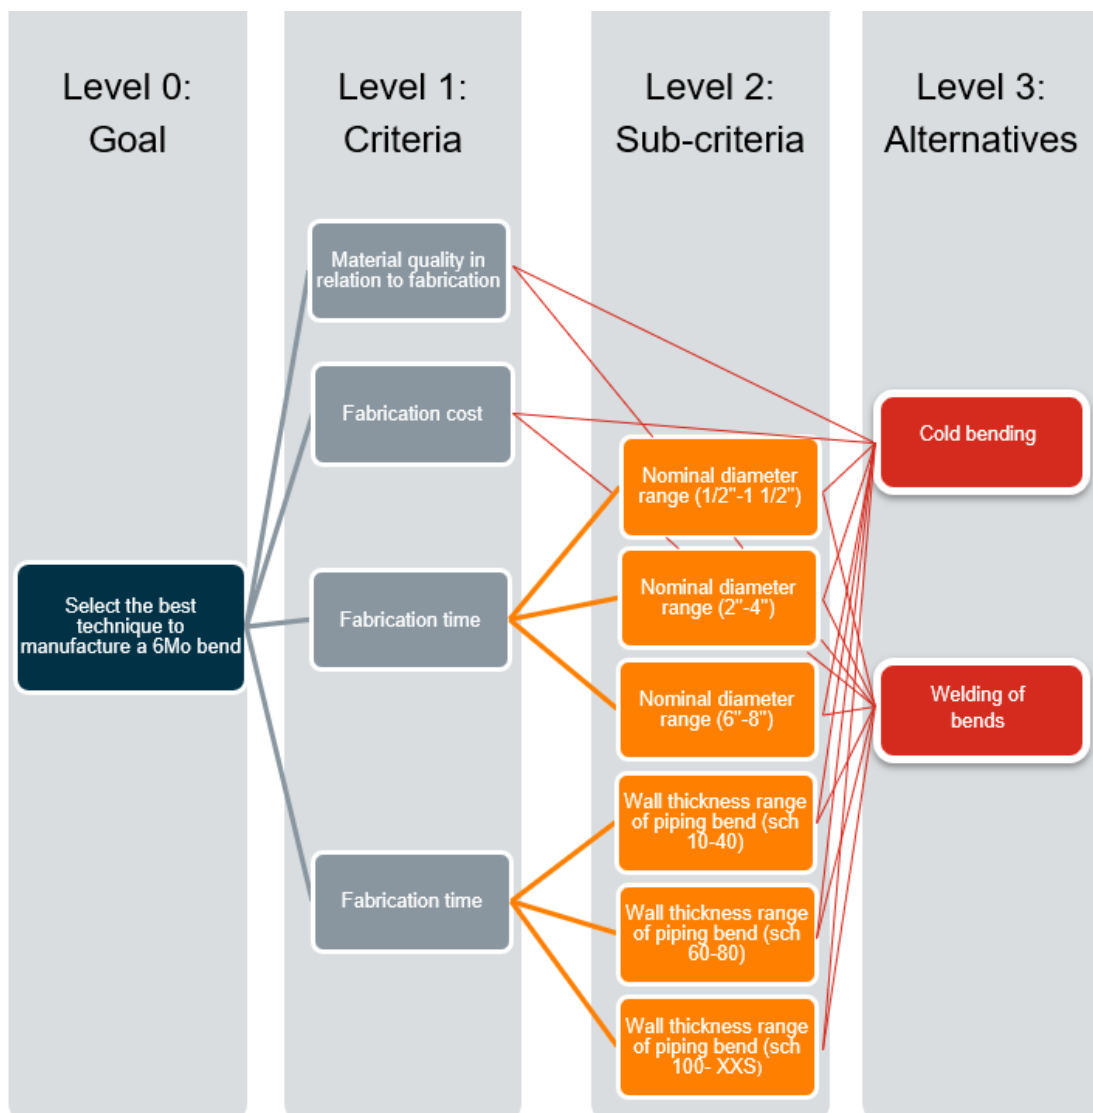 Level 0:
Goal
Level 1:
Criteria
Level 2:
Sub-criteria
Level 3:
Alternatives
Select the best
technique to
manufacture a 6Mo bend
Material quality in
relation to fabrication
Fabrication cost
Fabrication time
Fabrication time
Nominal diameter
range (1/2"-1 1/2")
Nominal diameter
range (2"-4")
Nominal diameter
range (6"-8")
Wall thickness range
of piping bend (sch
10-40)
Wall thickness range
of piping bend (sch
60-80)
Wall thickness range
of piping bend (sch
100- XXS)
Cold bending
Welding of
bends